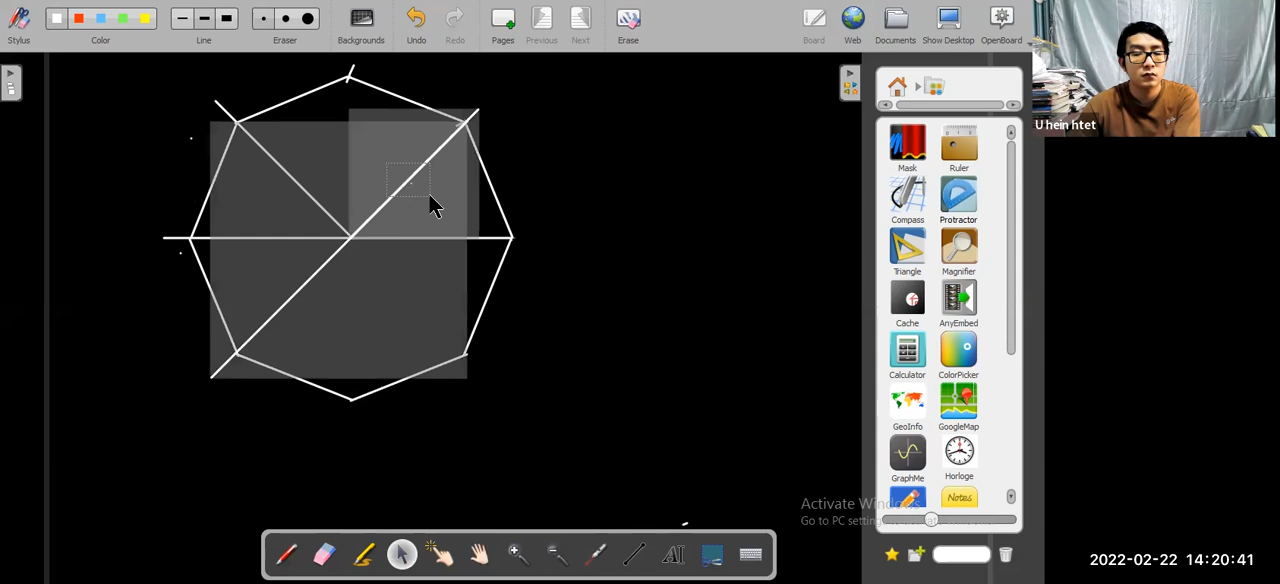 Stylus
Color
Line
Eraser
Backgrounds
Undo
Redo
Pages
Previous
Next
Erase
Board
Web
Documents
Show Desktop
OpenBoard
U hein htet
Mask
Ruler
Compass
Protractor
Triangle
Magnifier
Cache
AnyEmbed
Calculator
ColorPicker
GeoInfo
GoogleMap
GraphMe
Horloge
Notes
Activate Windows
Go to PC
AI
2022-02-22 14:20:41